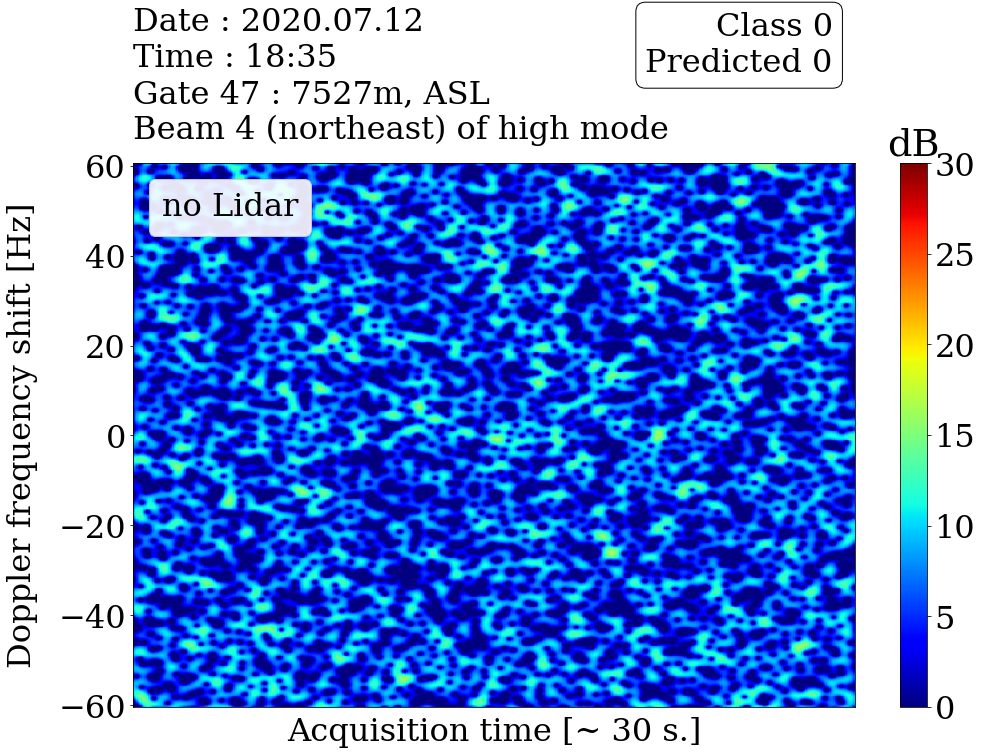 Date : 2020.07.12
Time : 18:35
Gate 47 : 7527m, ASL
Beam 4 (northeast) of high mode
Class 0
Predicted 0
dB
no Lidar
Doppler frequency shift [Hz]
60
40
20
0
−20
−40
−60
Acquisition time [~ 30 s.]
30
25
20
15
10
5
0